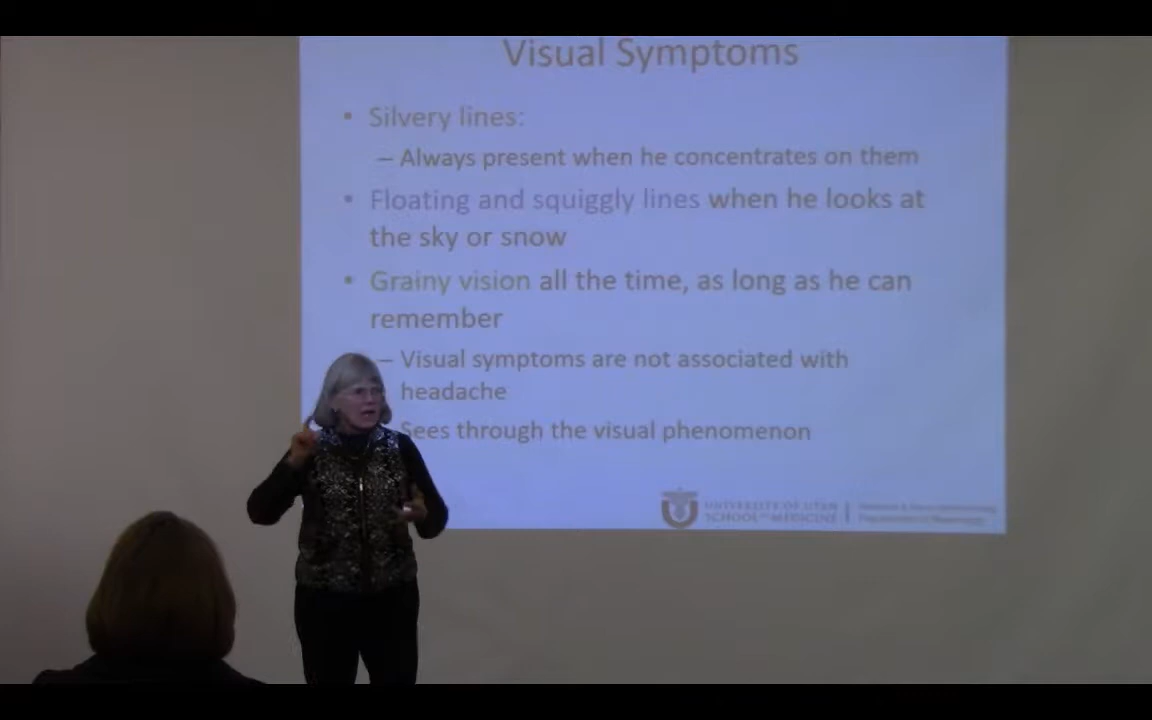 Visual Symptoms
• Silvery lines:
– Always present when he concentrates on them
• Floating and squiggly lines when he looks at
the sky or snow
• Grainy vision all the time, as long as he can
remember
– Visual symptoms are not associated with
headache
Sees through the visual phenomenon
UNIVERSITY OF UTAH
SCHOOL OF MEDICINE